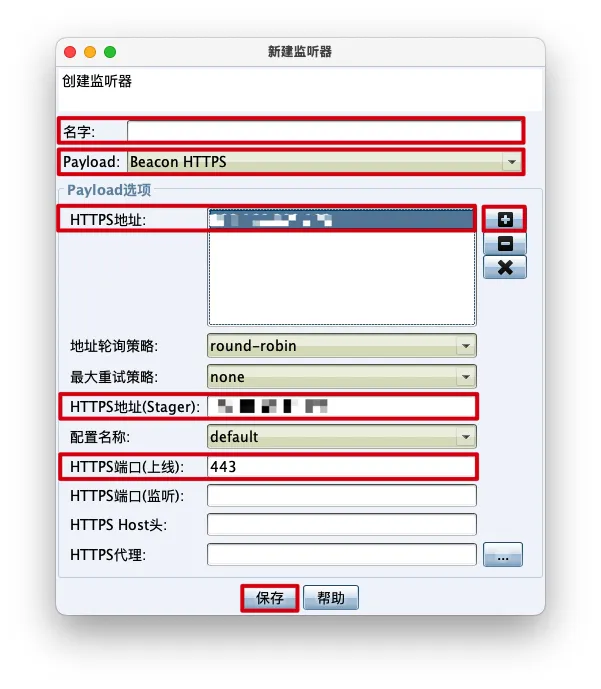 新建监听器
创建监听器
名字:
Payload: Beacon HTTPS
Payload选项
HTTPS地址:
地址轮询策略: round-robin
最大重试策略: none
HTTPS地址(Stager):
配置名称: default
HTTPS端口(上线): 443
HTTPS端口(监听):
HTTPS Host头:
HTTPS代理: ...
保存 帮助